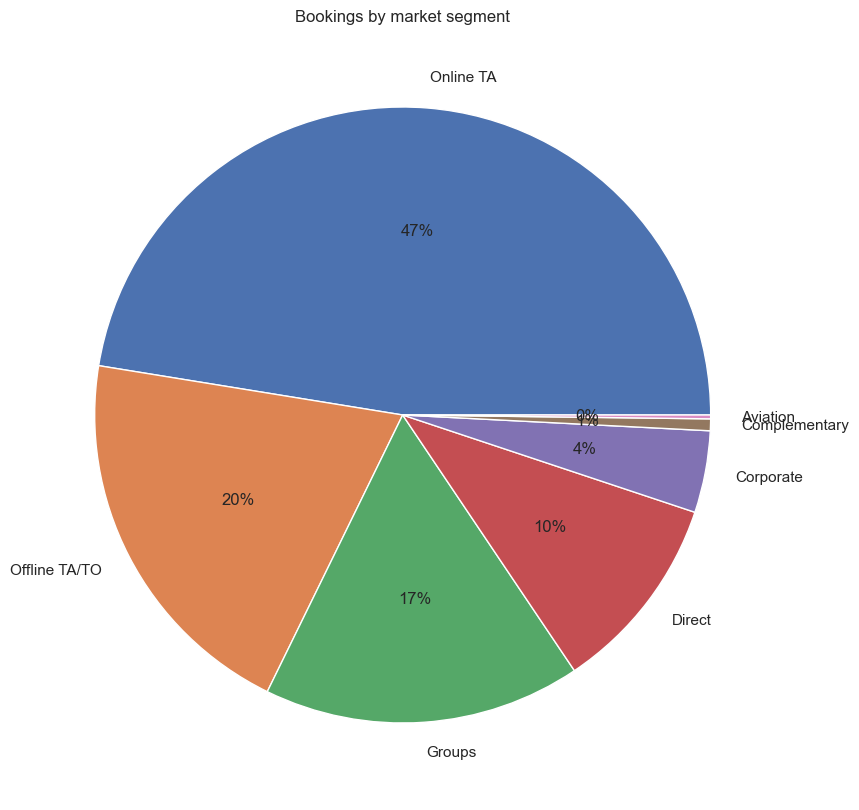 Bookings by market segment
Online TA
47%
0%
Aviation
1%
Complementary
4%
Corporate
20%
10%
Offline TA/TO
17%
Direct
Groups